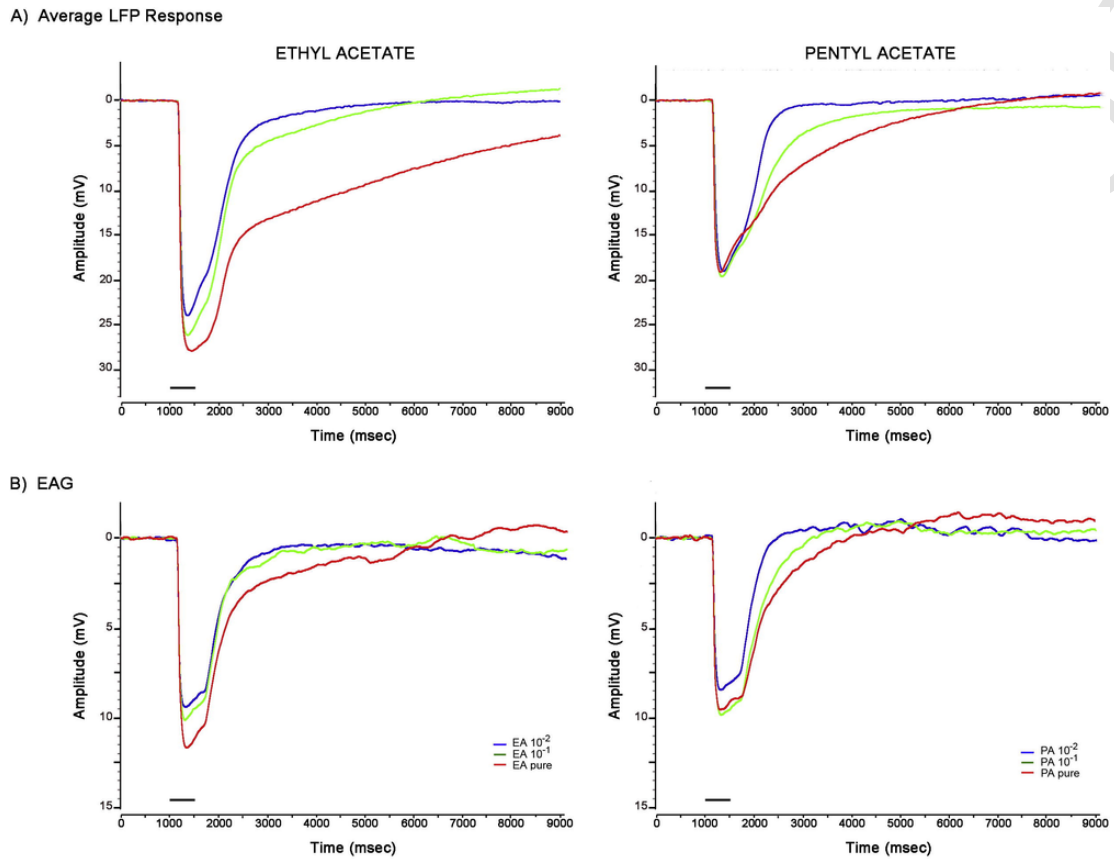 A) Average LFP Response
ETHYL ACETATE
PENTYL ACETATE
Amplitude (mV)
0
5
10
15
20
25
30
0 1000 2000 3000 4000 5000 6000 7000 8000 9000
Time (msec)
Amplitude (mV)
0
5
10
15
20
25
30
0 1000 2000 3000 4000 5000 6000 7000 8000 9000
Time (msec)
B) EAG
Amplitude (mV)
0
5
10
15
EA 10⁻²
EA 10⁻¹
EA pure
0 1000 2000 3000 4000 5000 6000 7000 8000 9000
Time (msec)
Amplitude (mV)
0
5
10
15
PA 10⁻²
PA 10⁻¹
PA pure
0 1000 2000 3000 4000 5000 6000 7000 8000 9000
Time (msec)